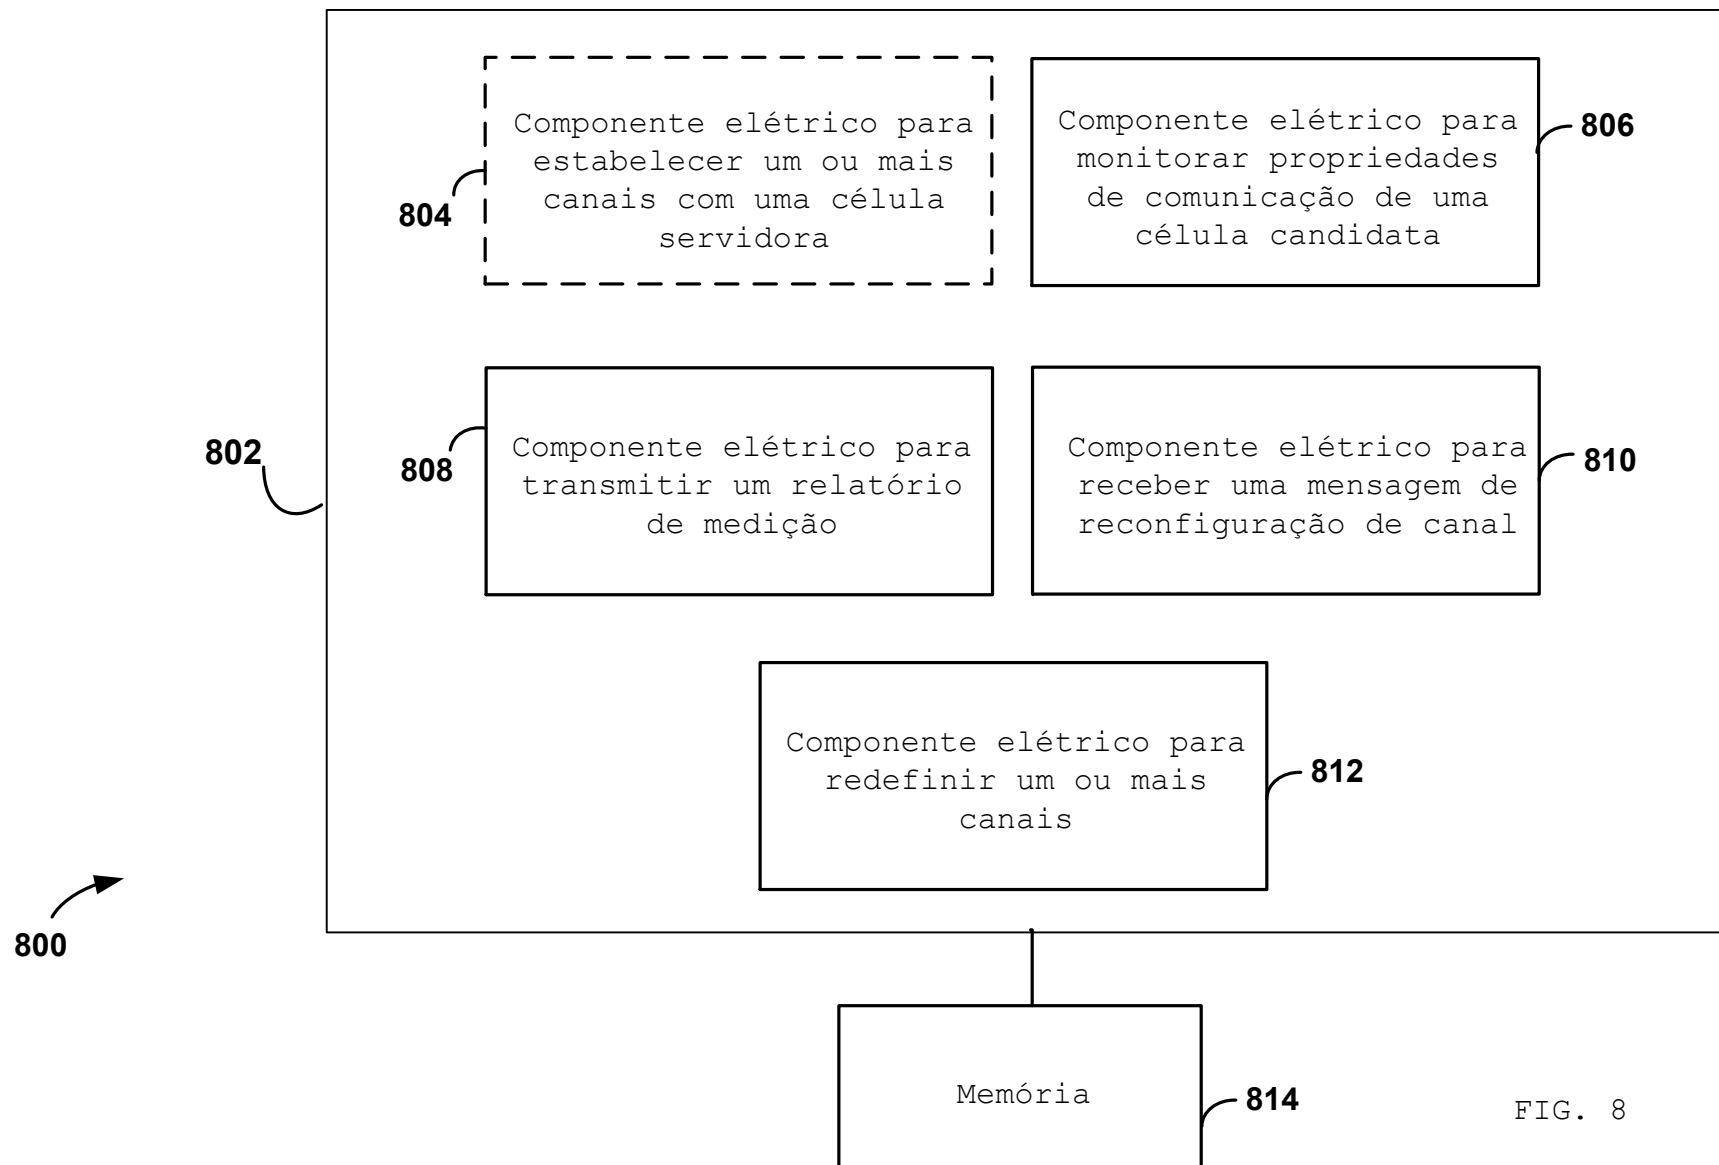 Componente elétrico para
estabelecer um ou mais
canais com uma célula
servidora
804
Componente elétrico para
monitorar propriedades
de comunicação de uma
célula candidata
806
802
808
Componente elétrico para
transmitir um relatório
de medição
Componente elétrico para
receber uma mensagem de
reconfiguração de canal
810
Componente elétrico para
redefinir um ou mais
canais
812
800
Memória
814
FIG. 8